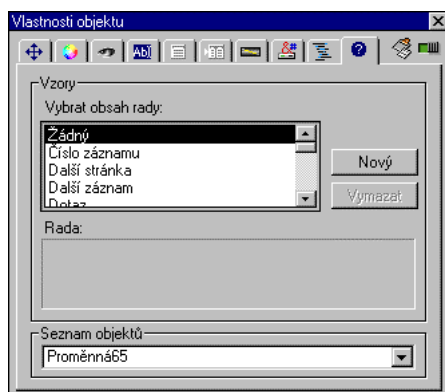 Vlastnosti objektu
Vzory
Vybrat obsah rady:
Žádný
Číslo záznamu
Další stránka
Další záznam
Dotaz
Nový
Vymazat
Rada:
Seznam objektů
Proměnná65